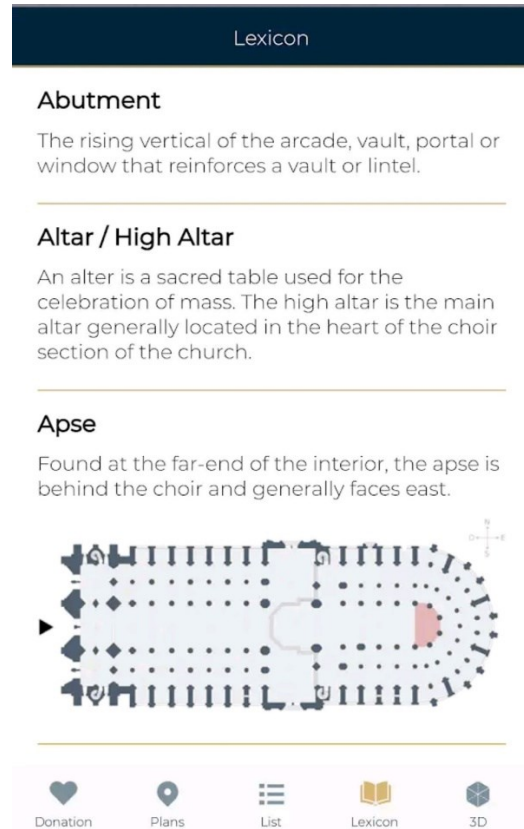 Lexicon
Abutment
The rising vertical of the arcade, vault, portal or
window that reinforces a vault or lintel.
Altar / High Altar
An alter is a sacred table used for the
celebration of mass. The high altar is the main
altar generally located in the heart of the choir
section of the church.
Apse
Found at the far-end of the interior, the apse is
behind the choir and generally faces east.
N
O E
S
Donation Plans List Lexicon 3D